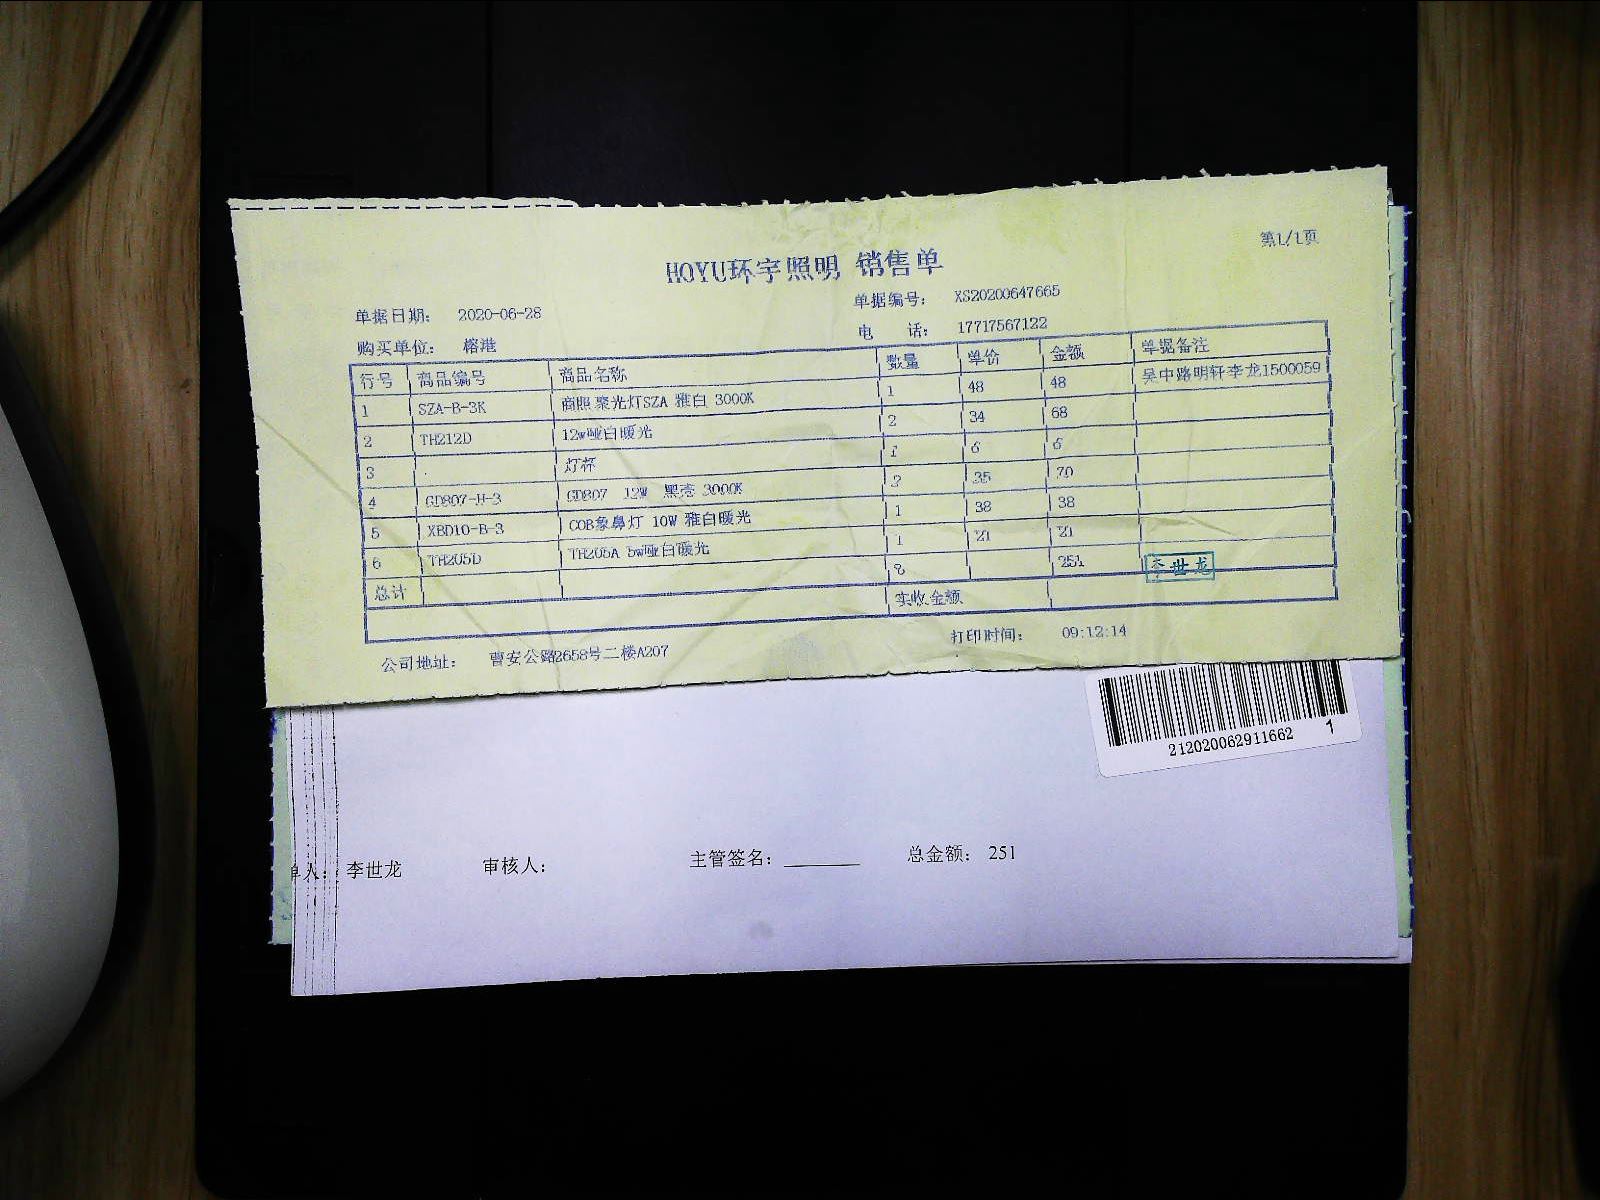 第1/1页
HOYU环宇照明 销售单
单据日期: 2020-06-28 单据编号: XS20200647665
购买单位: 榕港 电 话: 17717567122
行号 商品编号 商品名称 数量 单价 金额 单据备注
1 SZA-B-3K 商照聚光灯SZA 雅白 3000K 1 48 48 吴中路明轩李龙1500059
2 TH212D 12w哑白暖光 2 34 68
3 . 灯杯 1 6 6
4 GD807-H-3 GD807 12W 黑壳 3000K 2 35 70
5 XBD10-B-3 COB象鼻灯 10W 雅白暖光 1 38 38
6 TH205D TH205A 5w哑白暖光 1 21 21
总计 8 251 李世龙
实收金额
公司地址: 曹安公路2658号二楼A207 打印时间: 09:12:14
212020062911662 1
单人: 李世龙 审核人: 主管签名: 总金额: 251